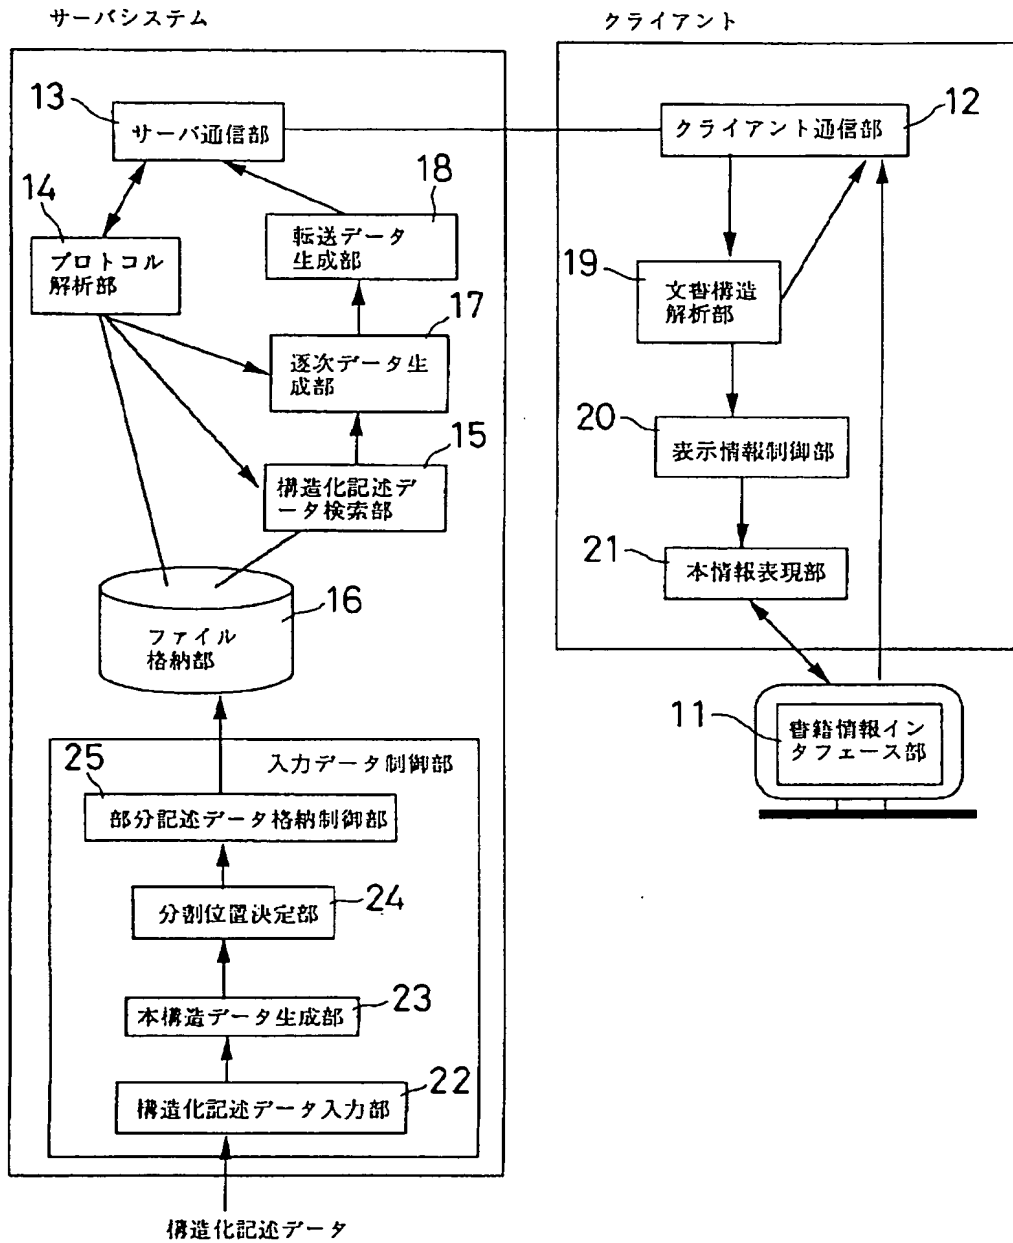 サーバシステム
クライアント
13
サーバ通信部
12
クライアント通信部
18
転送データ
生成部
14
プロトコル
解析部
19
文書構造
解析部
17
逐次データ生
成部
20
表示情報制御部
15
構造化記述デ
ータ検索部
21
本情報表現部
16
ファイル
格納部
11
書籍情報イン
タフェース部
入力データ制御部
25
部分記述データ格納制御部
24
分割位置決定部
23
本構造データ生成部
22
構造化記述データ入力部
構造化記述データ